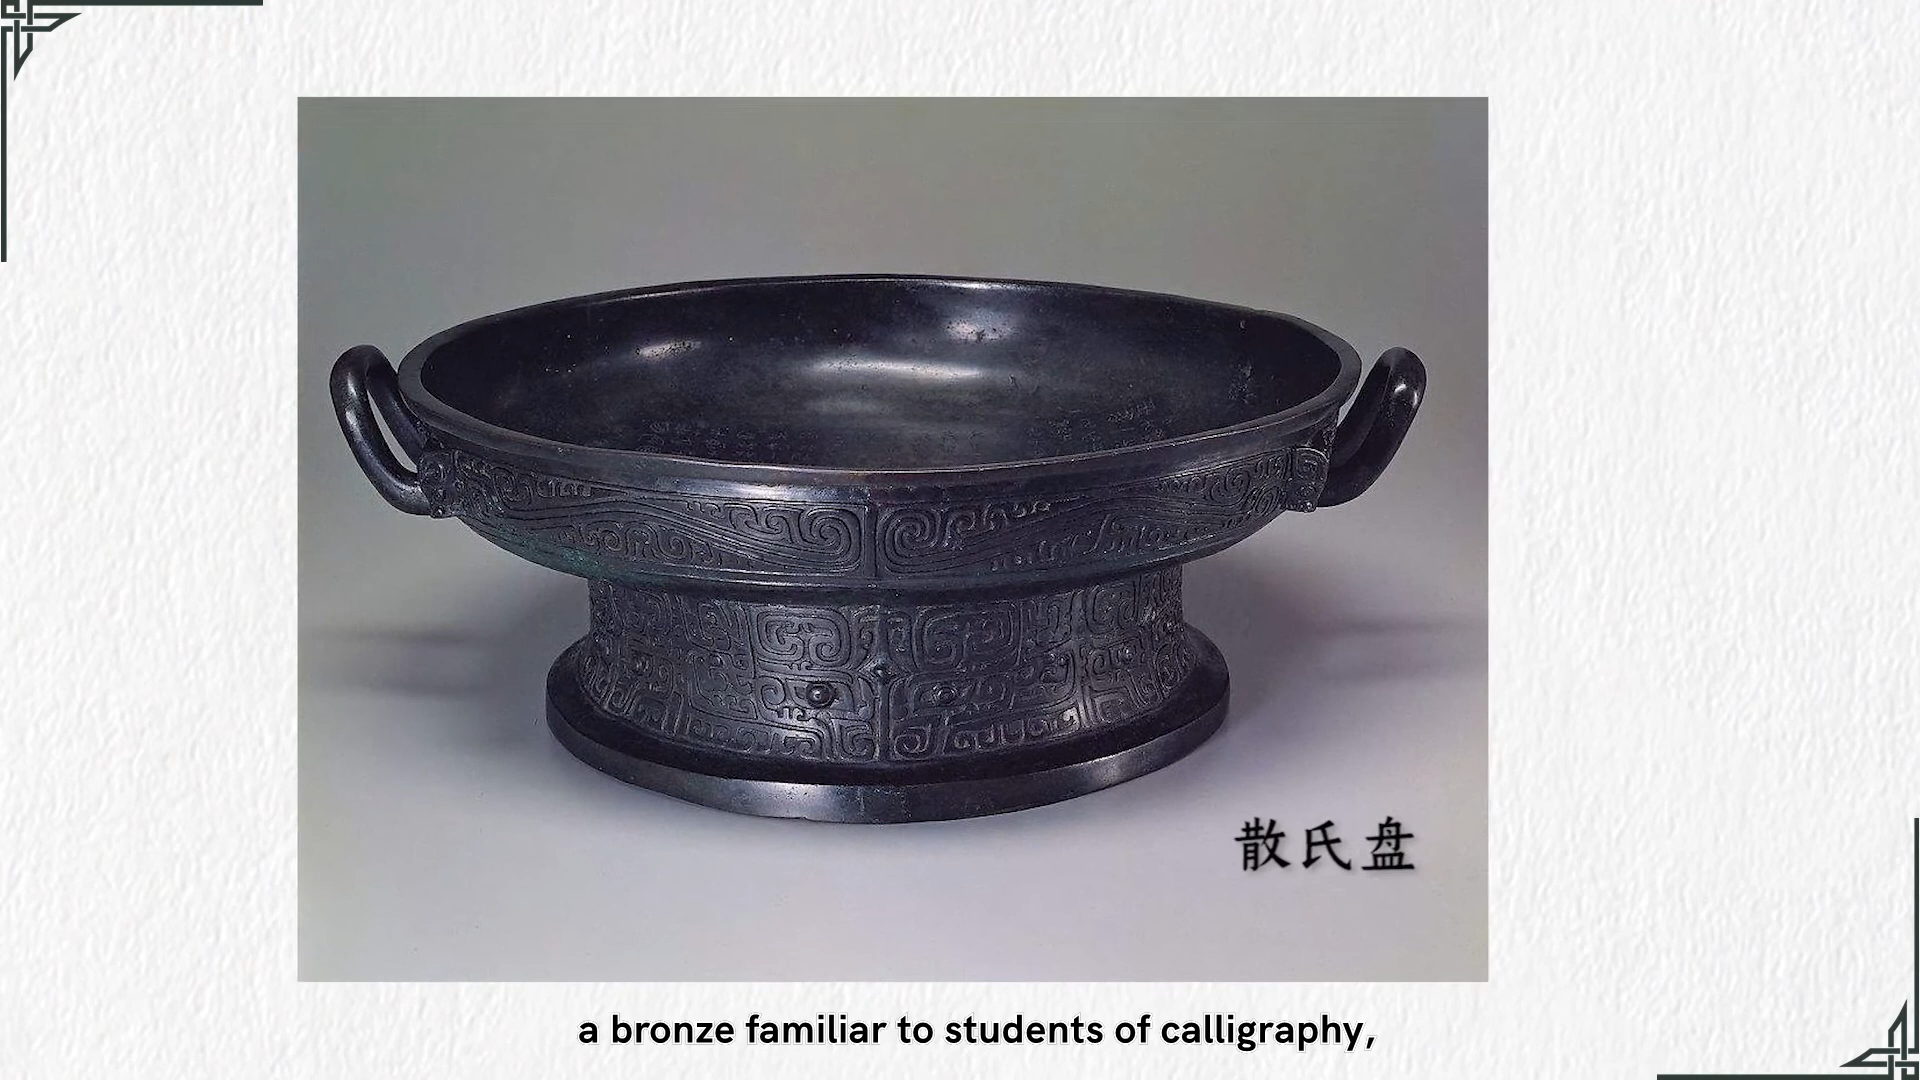 散氏盘
a bronze familiar to students of calligraphy,